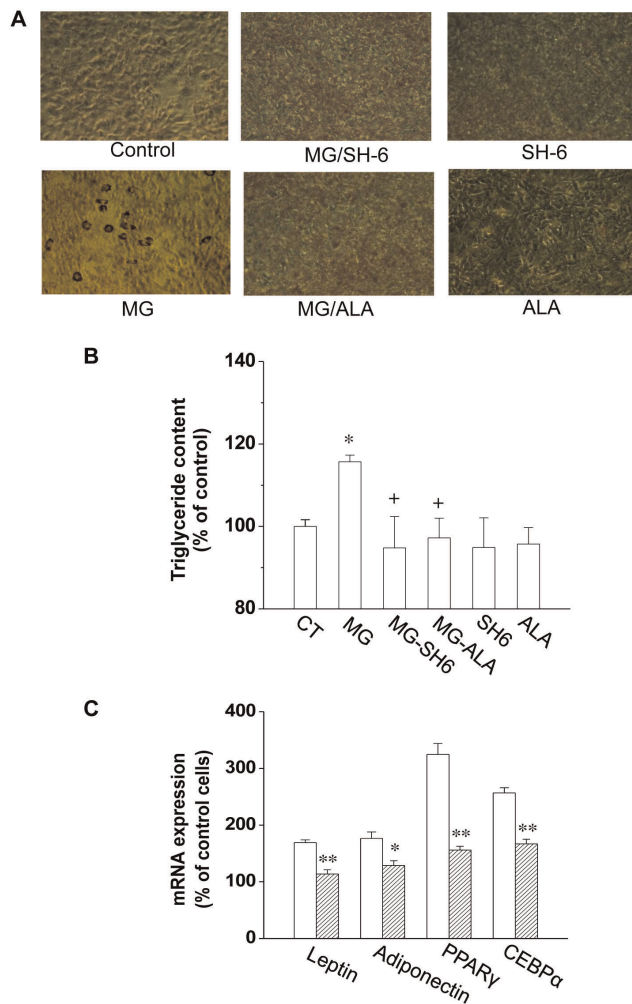 A
Control
MG/SH-6
SH-6
MG
MG/ALA
ALA
B
Triglyceride content
(% of control)
140
120
100
80
*
+
+
CT
MG
MG-SH6
MG-ALA
SH6
ALA
C
mRNA expression
(% of control cells)
400
300
200
100
0
**
*
**
**
Leptin
Adiponectin
PPARγ
CEBPα